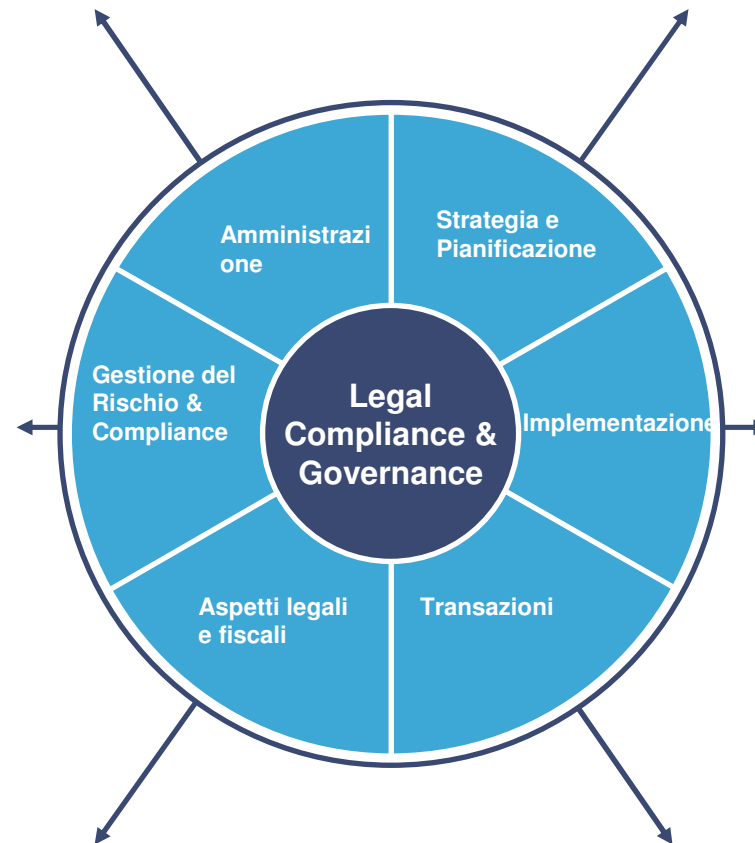 Strategia e
Pianificazione
Amministrazi
one
Gestione del
Rischio &
Compliance
Legal
Compliance &
Governance
Implementazione
Aspetti legali
e fiscali
Transazioni